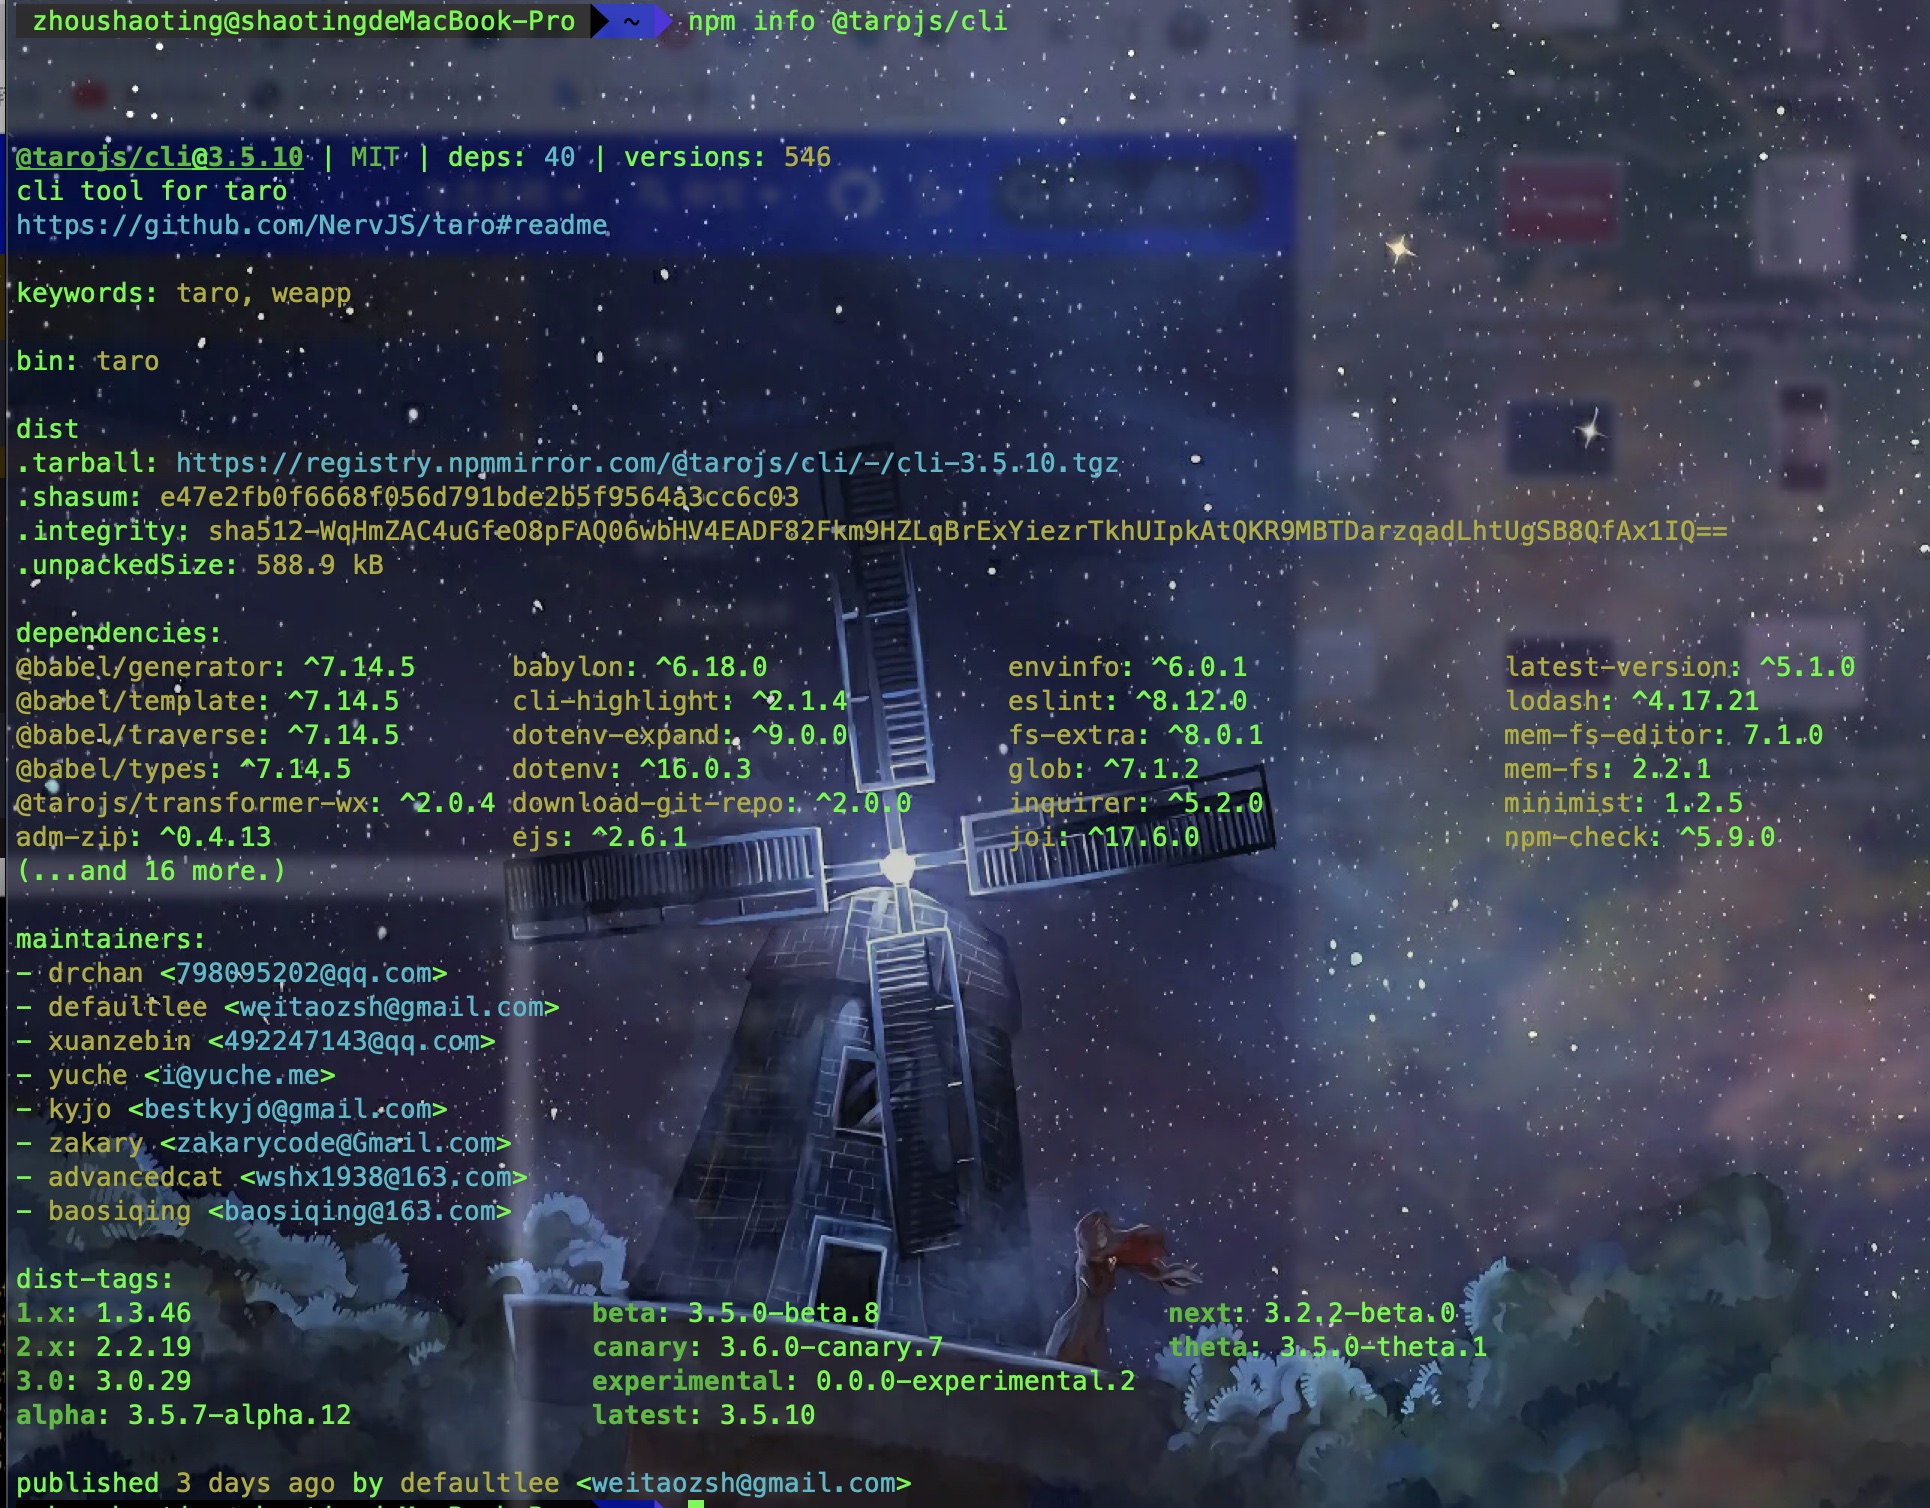 zhoushaoting@shaotingdeMacBook-Pro ~ npm info @tarojs/cli
@tarojs/cli@3.5.10 | MIT | deps: 40 | versions: 546
cli tool for taro
https://github.com/NervJS/taro#readme
keywords: taro, weapp
bin: taro
dist
.tarball: https://registry.npmmirror.com/@tarojs/cli/-/cli-3.5.10.tgz
.shasum: e47e2fb0f6668f056d791bde2b5f9564a3cc6c03
.integrity: sha512-WqHmZAC4uGfeO8pFAQ06wbHV4EADF82Fkm9HZLqBrExYiezrTkhUIpkAtQKR9MBTDarzqadLhtUgSB8QfAx1IQ==
.unpackedSize: 588.9 kB
dependencies:
@babel/generator: ^7.14.5 babylon: ^6.18.0 envinfo: ^6.0.1 latest-version: ^5.1.0
@babel/template: ^7.14.5 cli-highlight: ^2.1.4 eslint: ^8.12.0 lodash: ^4.17.21
@babel/traverse: ^7.14.5 dotenv-expand: ^9.0.0 fs-extra: ^8.0.1 mem-fs-editor: 7.1.0
@babel/types: ^7.14.5 dotenv: ^16.0.3 glob: ^7.1.2 mem-fs: 2.2.1
@tarojs/transformer-wx: ^2.0.4 download-git-repo: ^2.0.0 inquirer: ^5.2.0 minimist: 1.2.5
adm-zip: ^0.4.13 ejs: ^2.6.1 joi: ^17.6.0 npm-check: ^5.9.0
(...and 16 more.)
maintainers:
- drchan <798095202@qq.com>
- defaultlee <weitaozsh@gmail.com>
- xuanzebin <492247143@qq.com>
- yuche <i@yuche.me>
- kyjo <bestkyjo@gmail.com>
- zakary <zakarycode@Gmail.com>
- advancedcat <wshx1938@163.com>
- baosiqing <baosiqing@163.com>
dist-tags:
1.x: 1.3.46 beta: 3.5.0-beta.8 next: 3.2.2-beta.0
2.x: 2.2.19 canary: 3.6.0-canary.7 theta: 3.5.0-theta.1
3.0: 3.0.29 experimental: 0.0.0-experimental.2
alpha: 3.5.7-alpha.12 latest: 3.5.10
published 3 days ago by defaultlee <weitaozsh@gmail.com>